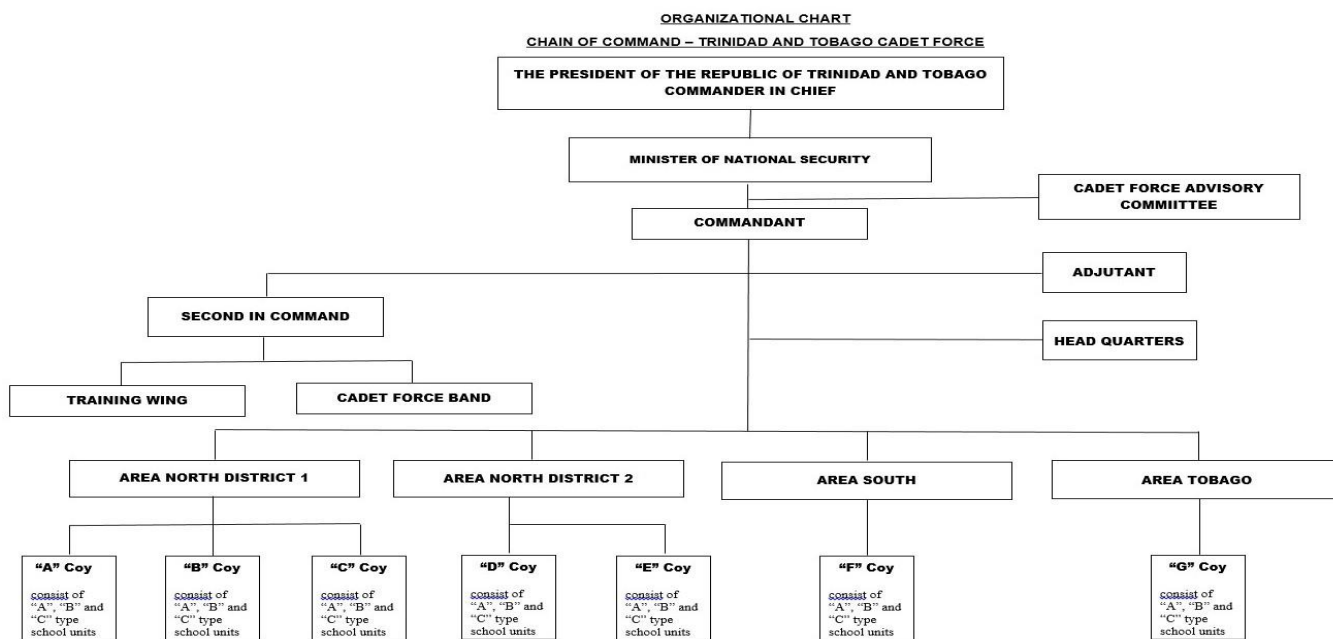 ORGANIZATIONAL CHART
CHAIN OF COMMAND – TRINIDAD AND TOBAGO CADET FORCE
THE PRESIDENT OF THE REPUBLIC OF TRINIDAD AND TOBAGO
COMMANDER IN CHIEF
MINISTER OF NATIONAL SECURITY
CADET FORCE ADVISORY
COMMIITTEE
COMMANDANT
ADJUTANT
SECOND IN COMMAND
HEAD QUARTERS
TRAINING WING
CADET FORCE BAND
AREA NORTH DISTRICT 1
AREA NORTH DISTRICT 2
AREA SOUTH
AREA TOBAGO
“A” Coy
consist of
“A”, “B” and
“C” type
school units
“B” Coy
consist of
“A”, “B” and
“C” type
school units
“C” Coy
consist of
“A”, “B” and
“C” type
school units
“D” Coy
consist of
“A”, “B” and
“C” type
school units
“E” Coy
consist of
“A”, “B” and
“C” type
school units
“F” Coy
consist of
“A”, “B” and
“C” type
school units
“G” Coy
consist of
“A”, “B” and
“C” type
school units